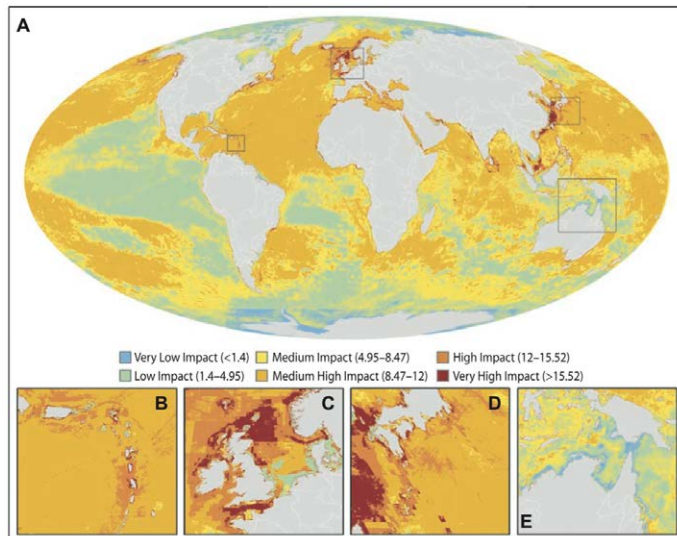 A
Very Low Impact (<1.4)
Medium Impact (4.95–8.47)
High Impact (12–15.52)
Low Impact (1.4–4.95)
Medium High Impact (8.47–12)
Very High Impact (>15.52)
B
C
D
E